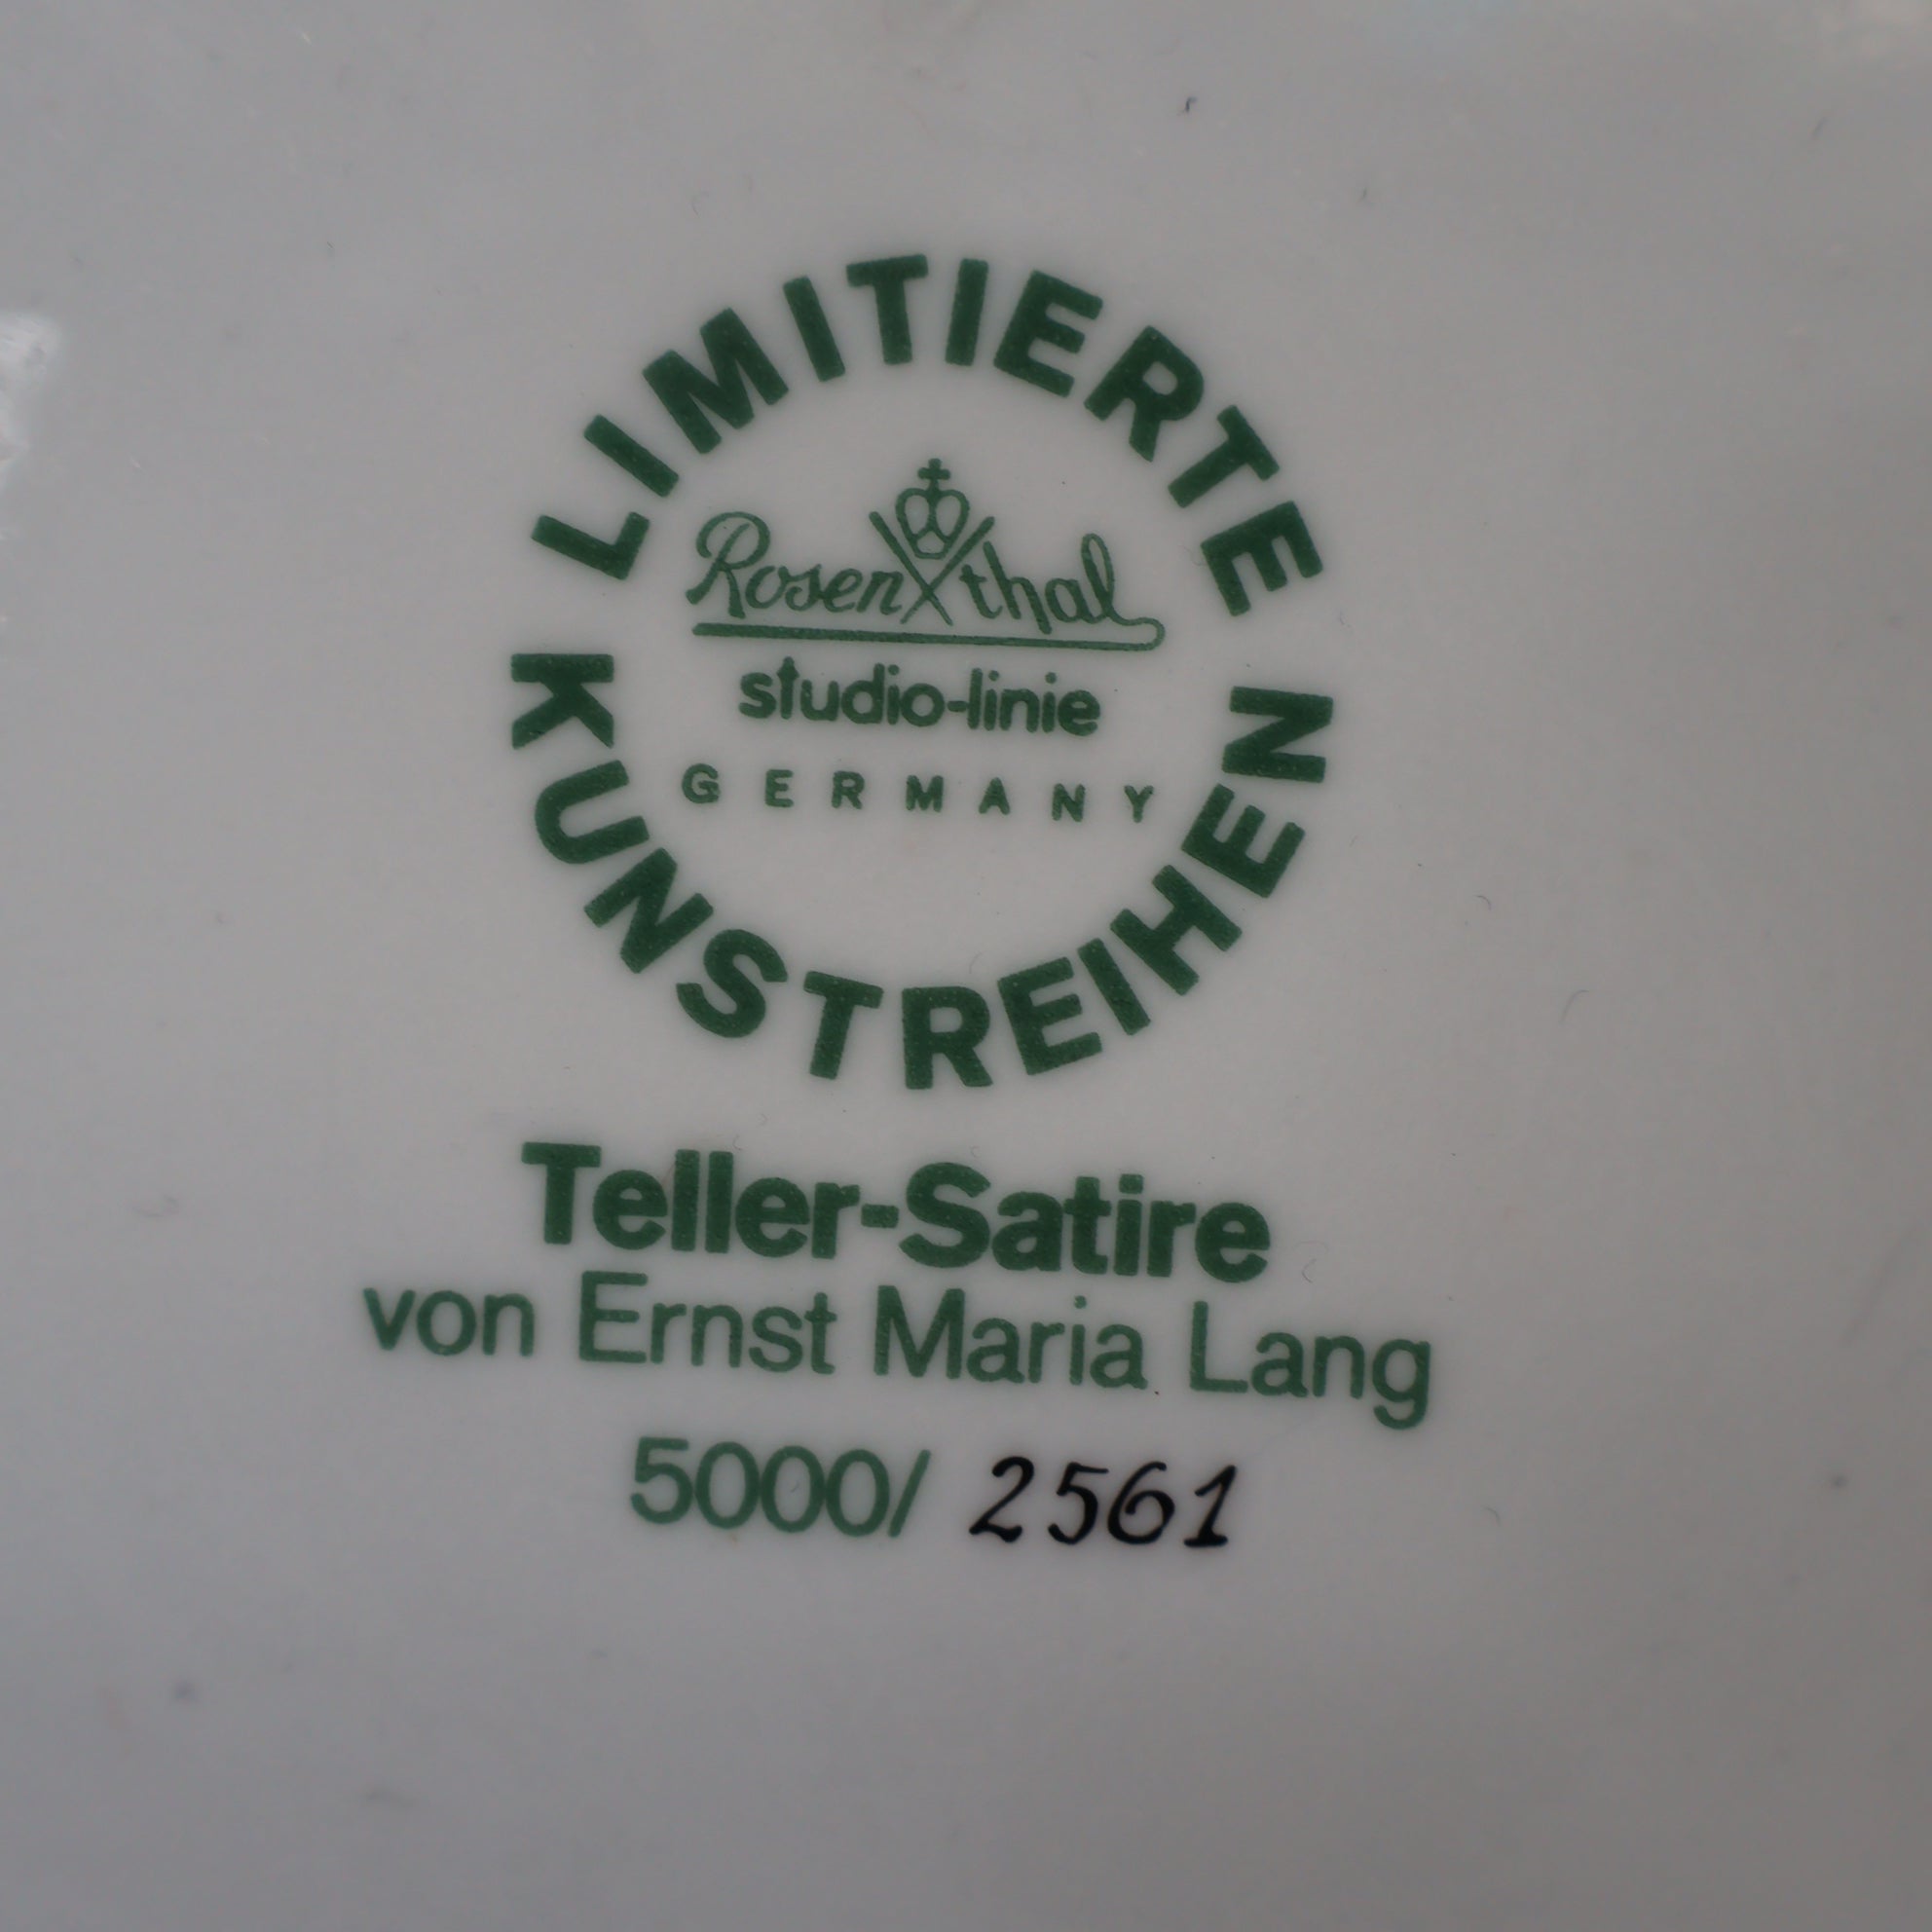 LIMITIERTE
Rosenthal
studio-linie
GERMANY
KUNSTREIHEN
Teller-Satire
von Ernst Maria Lang
5000/ 2561